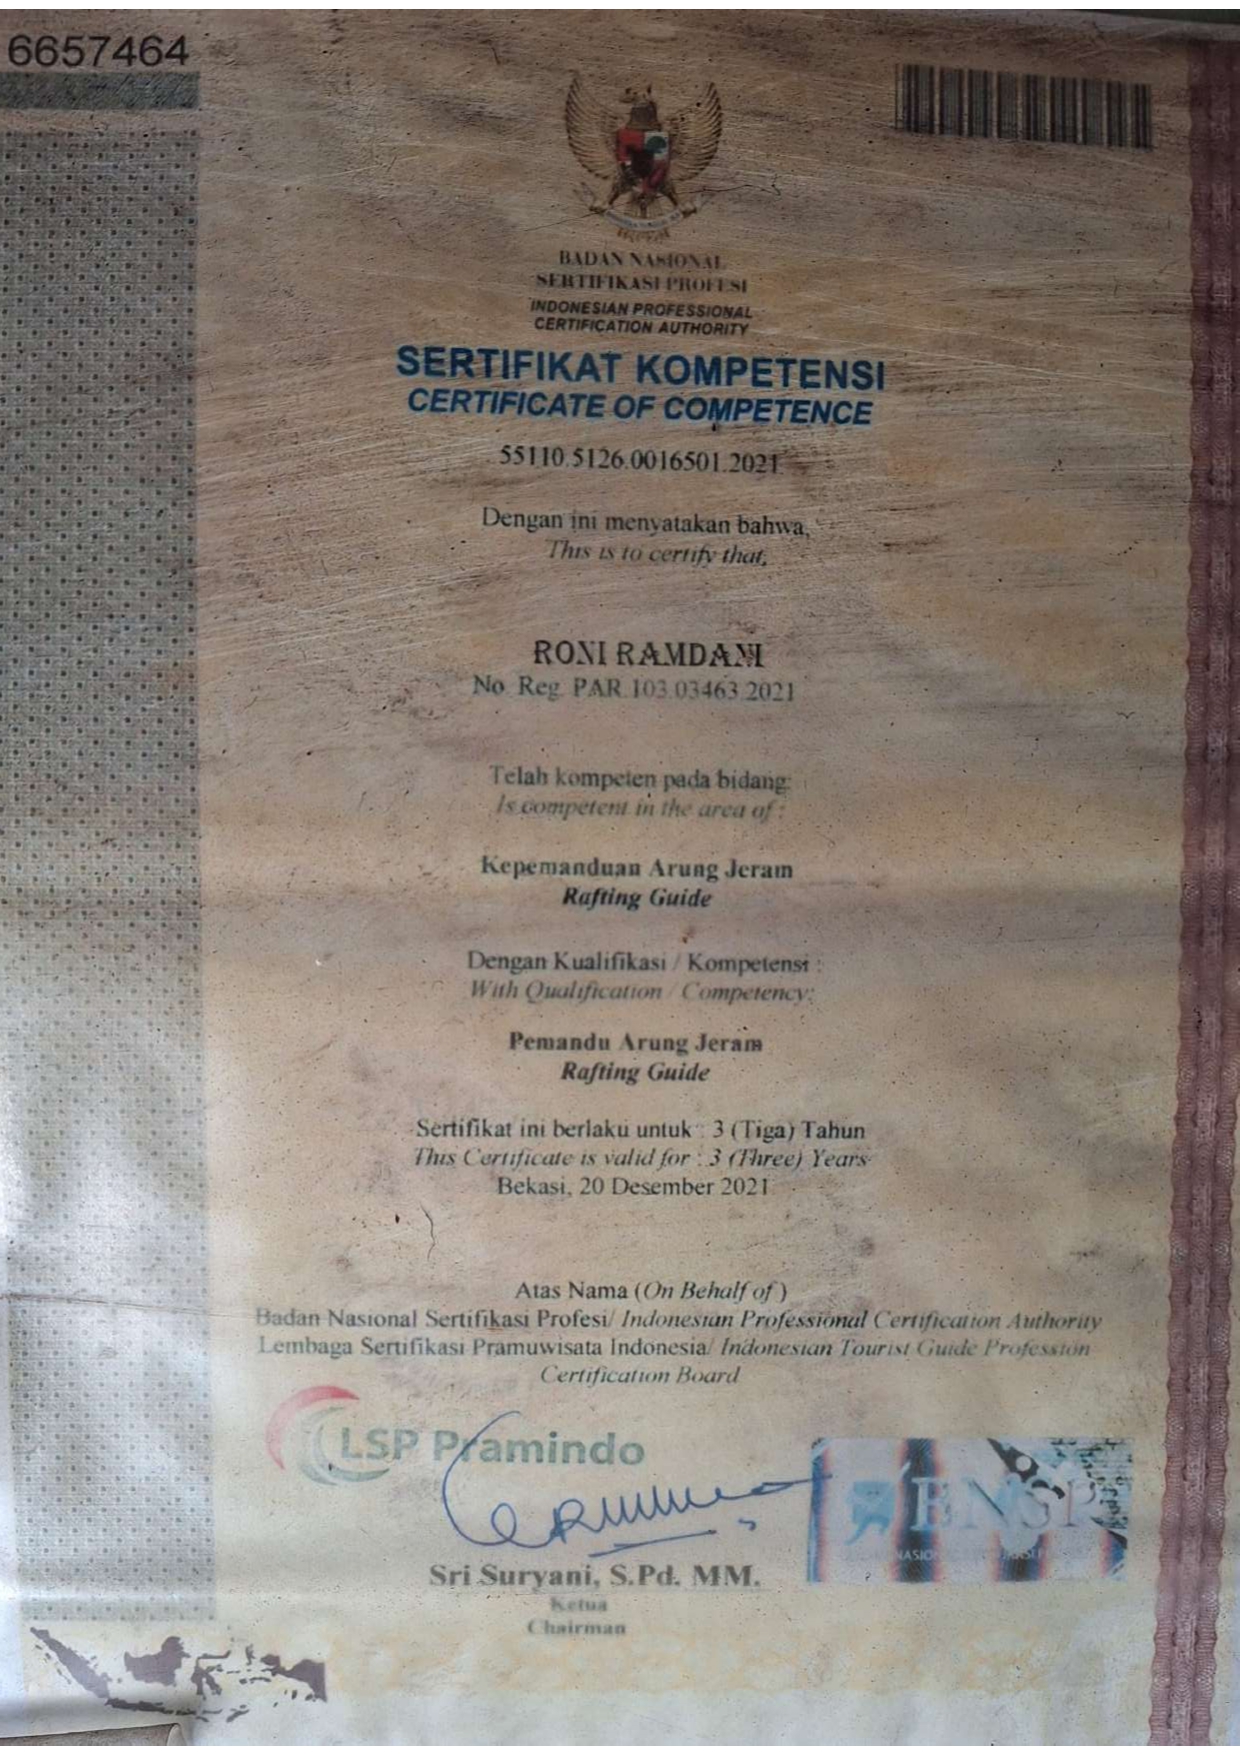 6657464
BADAN NASIONAL
SERTIFIKASI PROFESI
INDONESIAN PROFESSIONAL
CERTIFICATION AUTHORITY
SERTIFIKAT KOMPETENSI
CERTIFICATE OF COMPETENCE
55110.5126.0016501.2021
Dengan ini menyatakan bahwa,
This is to certify that,
RONI RAMDANI
No. Reg. PAR.103.03463.2021
Telah kompeten pada bidang:
Is competent in the area of :
Kepemanduan Arung Jeram
Rafting Guide
Dengan Kualifikasi / Kompetensi :
With Qualification / Competency:
Pemandu Arung Jeram
Rafting Guide
Sertifikat ini berlaku untuk : 3 (Tiga) Tahun
This Certificate is valid for : 3 (Three) Years
Bekasi, 20 Desember 2021
Atas Nama (On Behalf of)
Badan Nasional Sertifikasi Profesi/ Indonesian Professional Certification Authority
Lembaga Sertifikasi Pramuwisata Indonesia/ Indonesian Tourist Guide Profession
Certification Board
LSP Pramindo
BNSP
Sri Suryani, S.Pd. MM.
Ketua
Chairman